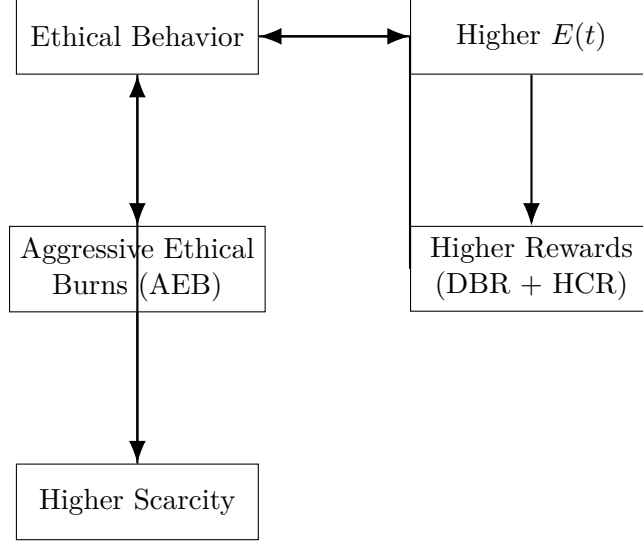 Ethical Behavior
Higher E(t)
Aggressive Ethical
Burns (AEB)
Higher Rewards
(DBR + HCR)
Higher Scarcity